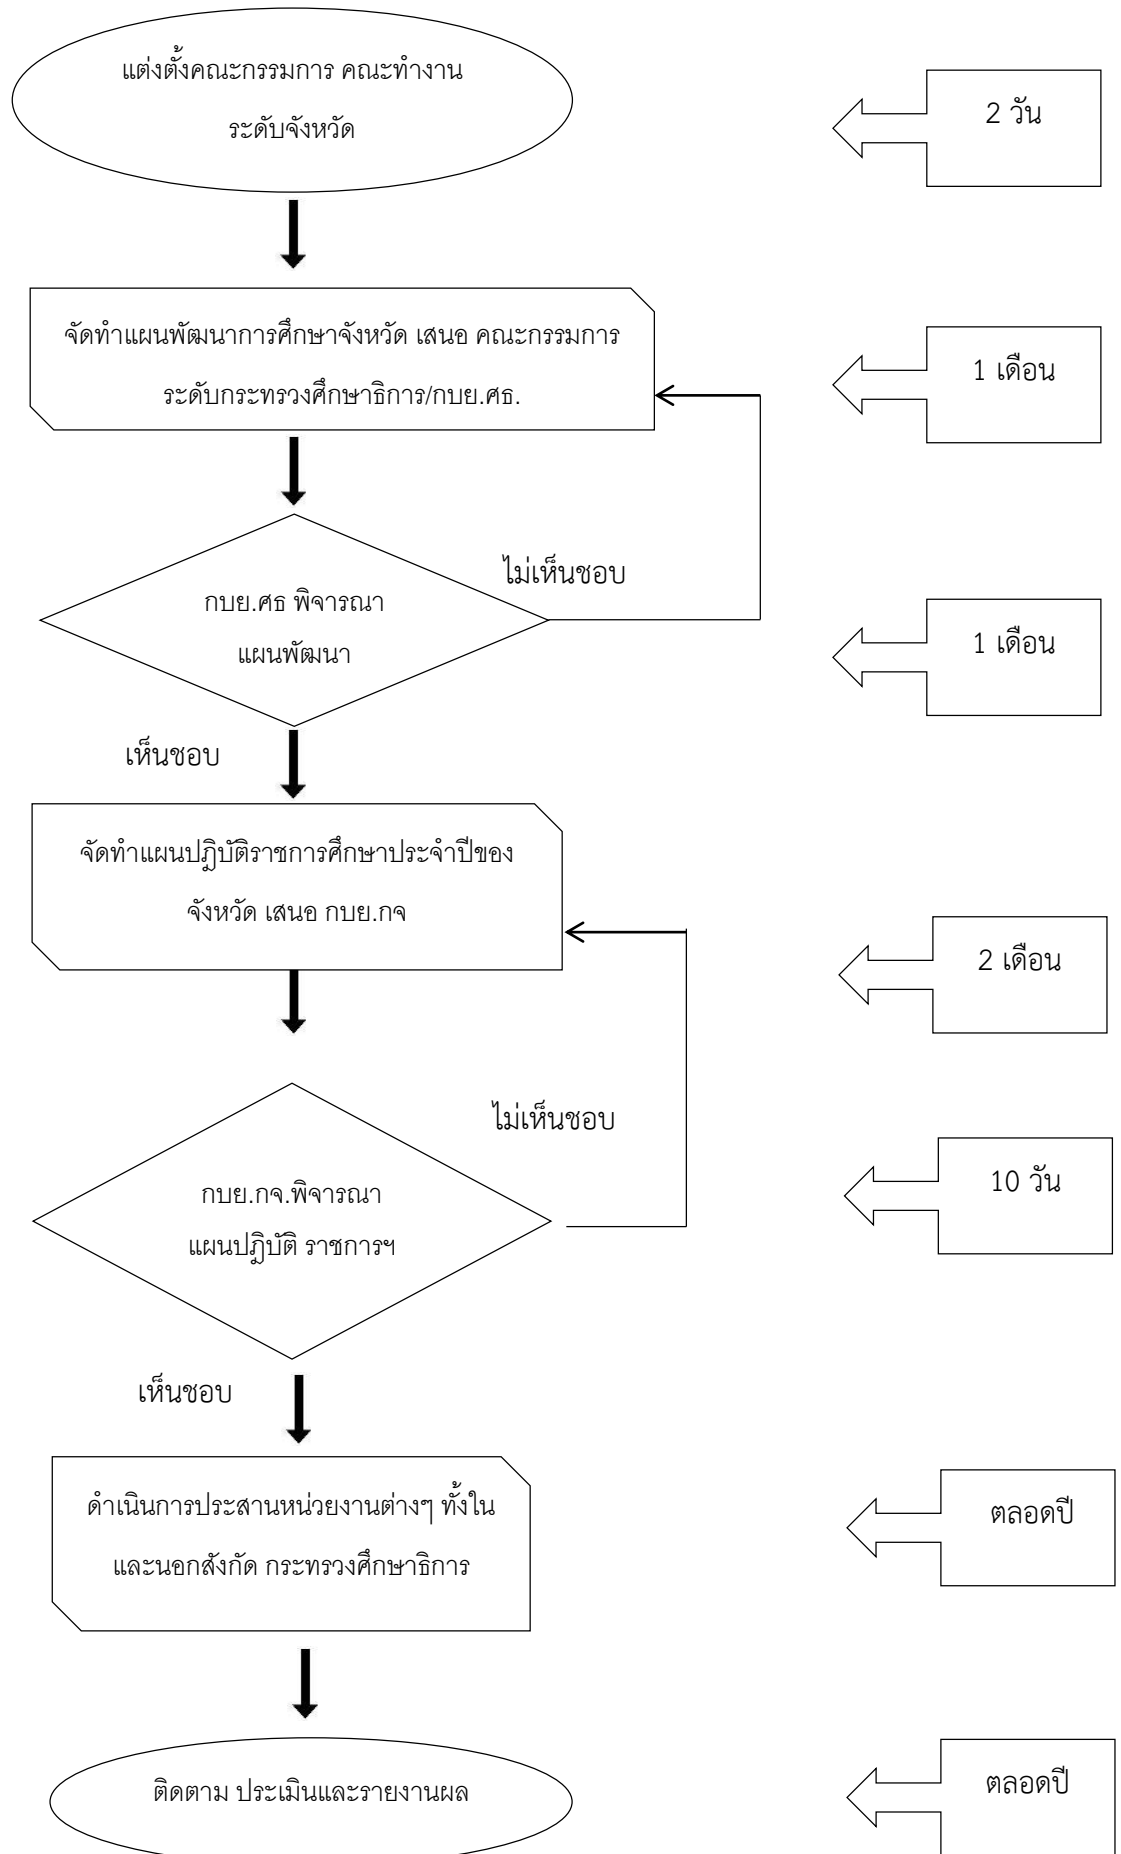 แต่งตั้งคณะกรรมการ คณะทำงาน
ระดับจังหวัด
2 วัน
จัดทำแผนพัฒนาการศึกษาจังหวัด เสนอ คณะกรรมการ
ระดับกระทรวงศึกษาธิการ/กบย.ศธ.
1 เดือน
ไม่เห็นชอบ
กบย.ศธ พิจารณา
แผนพัฒนา
1 เดือน
เห็นชอบ
จัดทำแผนปฎิบัติราชการศึกษาประจำปีของ
จังหวัด เสนอ กบย.กจ
2 เดือน
ไม่เห็นชอบ
กบย.กจ.พิจารณา
แผนปฎิบัติ ราชการฯ
10 วัน
เห็นชอบ
ดำเนินการประสานหน่วยงานต่างๆ ทั้งใน
และนอกสังกัด กระทรวงศึกษาธิการ
ตลอดปี
ติดตาม ประเมินและรายงานผล
ตลอดปี